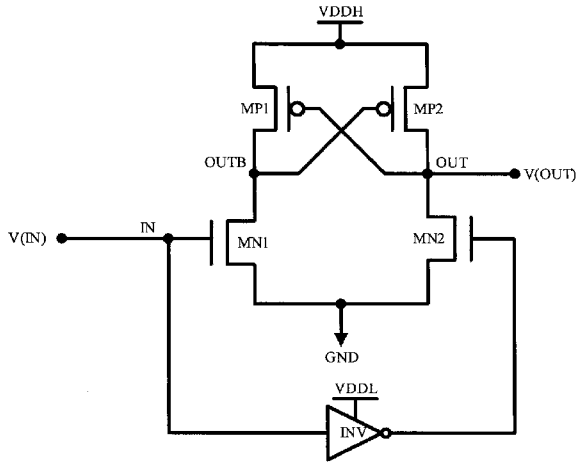 VDDH
MP1
MP2
OUTB
OUT
V(OUT)
V(IN)
IN
MN1
MN2
GND
VDDL
INV